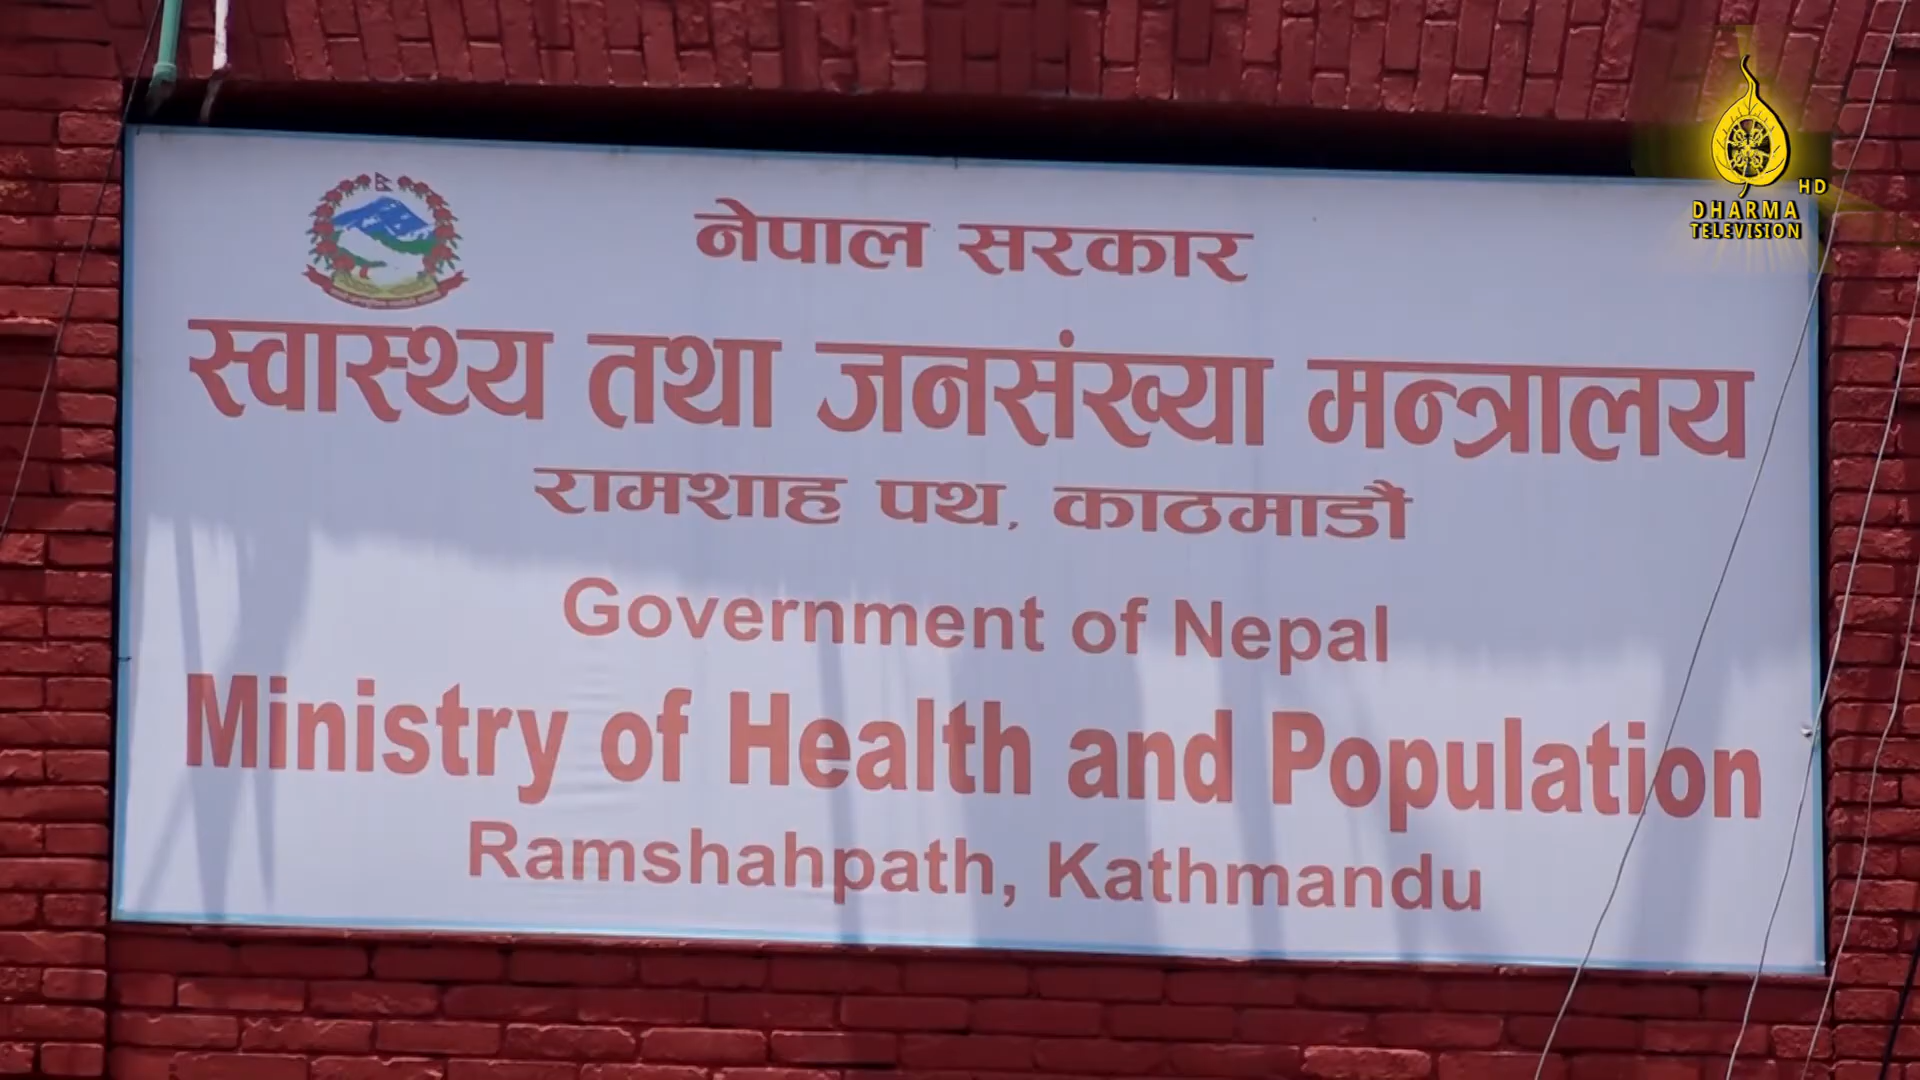 नेपाल सरकार
स्वास्थ्य तथा जनसंख्या मन्त्रालय
रामशाह पथ, काठमाडौं
Government of Nepal
Ministry of Health and Population
Ramshahpath, Kathmandu
HD
DHARMA
TELEVISION